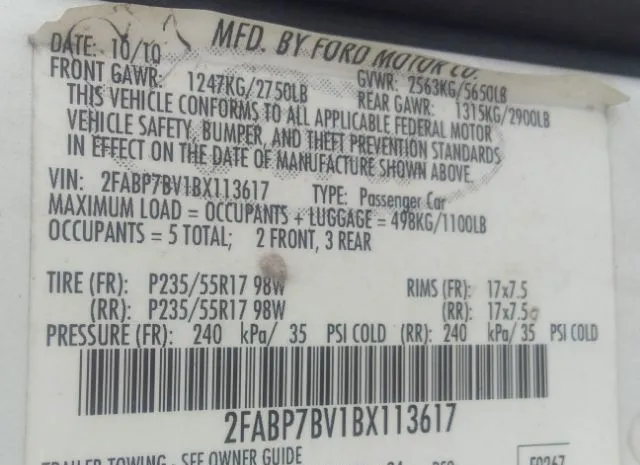 MFD. BY FORD MOTOR CO.
DATE: 10/10 GVWR: 2563KG/5650LB
FRONT GAWR: 1247KG/2750LB REAR GAWR: 1315KG/2900LB
THIS VEHICLE CONFORMS TO ALL APPLICABLE FEDERAL MOTOR
VEHICLE SAFETY, BUMPER, AND THEFT PREVENTION STANDARDS
IN EFFECT ON THE DATE OF MANUFACTURE SHOWN ABOVE.
VIN: 2FABP7BV1BX113617 TYPE: Passenger Car
MAXIMUM LOAD = OCCUPANTS + LUGGAGE = 498KG/1100LB
OCCUPANTS = 5 TOTAL; 2 FRONT, 3 REAR
TIRE (FR): P235/55R17 98W RIMS (FR): 17x7.5
(RR): P235/55R17 98W (RR): 17x7.5
PRESSURE (FR): 240 kPa/ 35 PSI COLD (RR): 240 kPa/ 35 PSI COLD
2FABP7BV1BX113617
TRAILER TOWING - SEE OWNER GUIDE